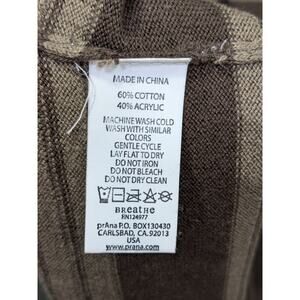 MADE IN CHINA
60% COTTON
40% ACRYLIC
MACHINE WASH COLD
WASH WITH SIMILAR
COLORS
GENTLE CYCLE
LAY FLAT TO DRY
DO NOT IRON
DO NOT BLEACH
DO NOT DRY CLEAN
BREATHE
RN124977
prAna P.O. BOX130430
CARLSBAD, CA.92013
USA
www.prana.com